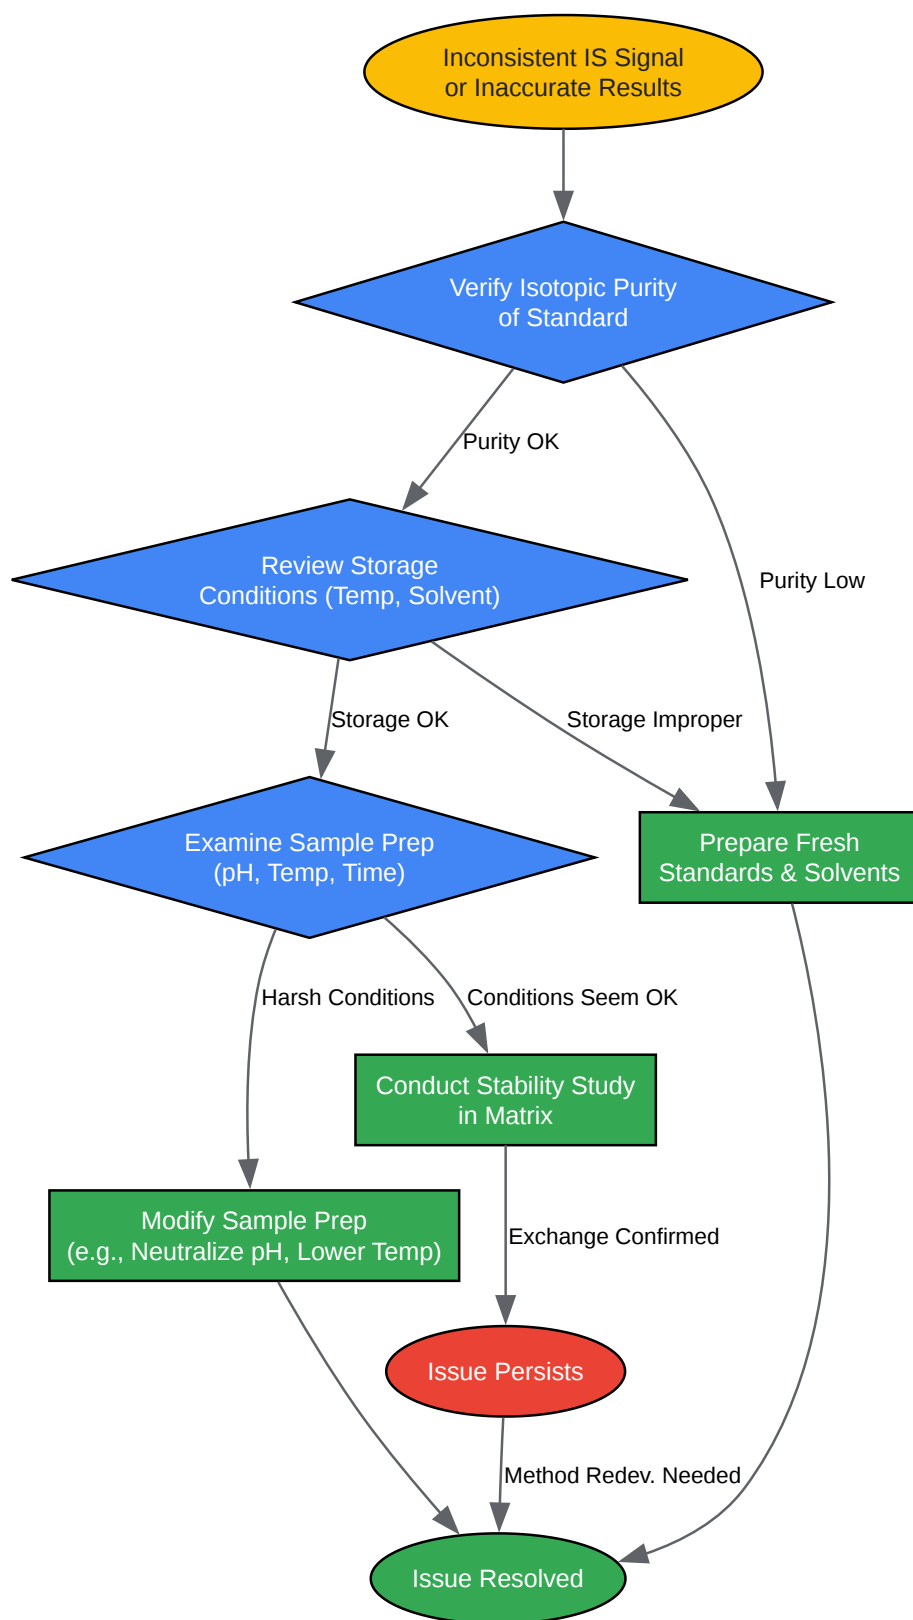 Inconsistent IS Signal
or Inaccurate Results
Verify Isotopic Purity
of Standard
Purity OK
Review Storage
Conditions (Temp, Solvent)
Purity Low
Storage OK
Storage Improper
Examine Sample Prep
(pH, Temp, Time)
Prepare Fresh
Standards & Solvents
Harsh Conditions
Conditions Seem OK
Conduct Stability Study
in Matrix
Modify Sample Prep
(e.g., Neutralize pH, Lower Temp)
Exchange Confirmed
Issue Persists
Method Redev. Needed
Issue Resolved